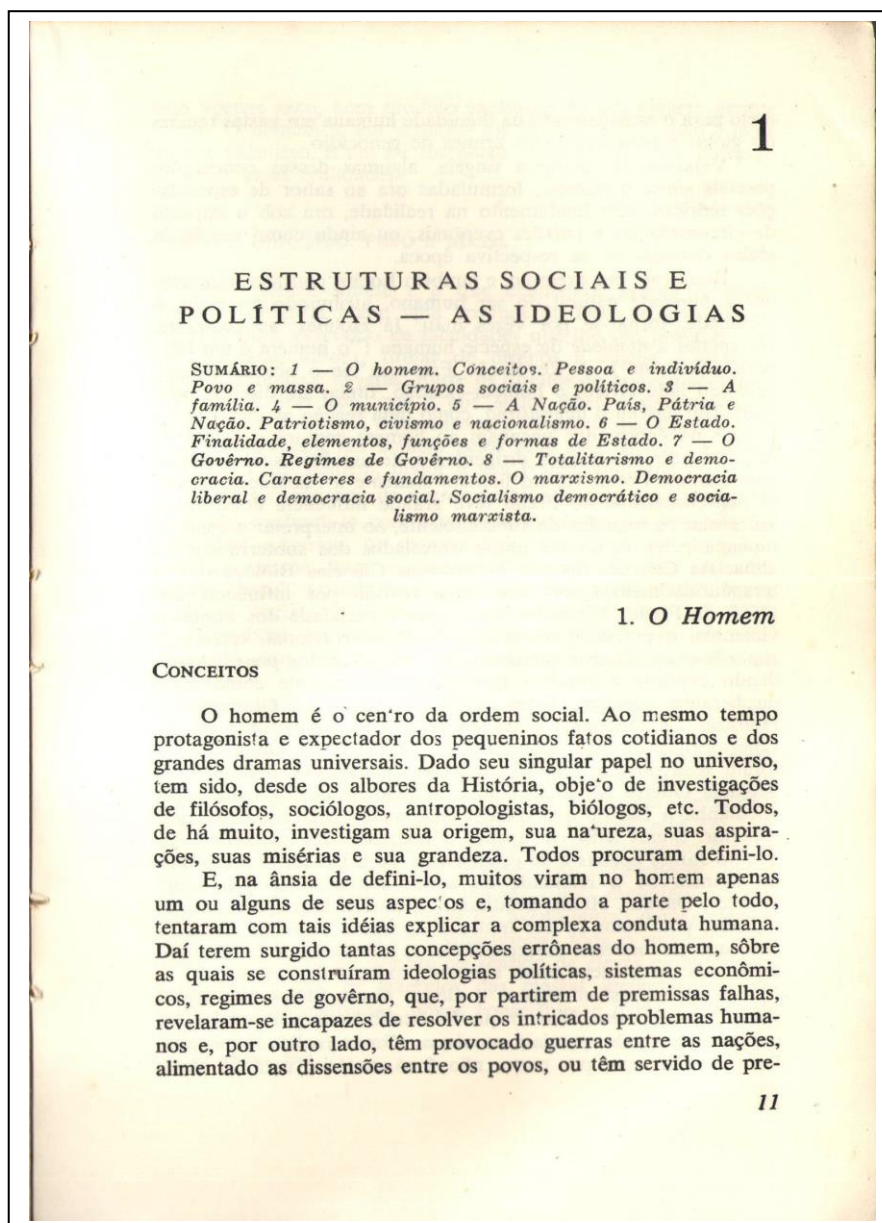 1
ESTRUTURAS SOCIAIS E
POLÍTICAS — AS IDEOLOGIAS
SUMÁRIO: 1 — O homem. Conceitos. Pessoa e indivíduo.
Povo e massa. 2 — Grupos sociais e políticos. 3 — A
família. 4 — O município. 5 — A Nação. País, Pátria e
Nação. Patriotismo, civismo e nacionalismo. 6 — O Estado.
Finalidade, elementos, funções e formas de Estado. 7 — O
Govêrno. Regimes de Govêrno. 8 — Totalitarismo e demo-
cracia. Caracteres e fundamentos. O marxismo. Democracia
liberal e democracia social. Socialismo democrático e socia-
lismo marxista.
1. O Homem
CONCEITOS
O homem é o centro da ordem social. Ao mesmo tempo
protagonista e expectador dos pequeninos fatos cotidianos e dos
grandes dramas universais. Dado seu singular papel no universo,
tem sido, desde os albores da História, objeto de investigações
de filósofos, sociólogos, antropologistas, biólogos, etc. Todos,
de há muito, investigam sua origem, sua natureza, suas aspira-
ções, suas misérias e sua grandeza. Todos procuram defini-lo.
E, na ânsia de defini-lo, muitos viram no homem apenas
um ou alguns de seus aspectos e, tomando a parte pelo todo,
tentaram com tais idéias explicar a complexa conduta humana.
Daí terem surgido tantas concepções errôneas do homem, sôbre
as quais se construíram ideologias políticas, sistemas econômi-
cos, regimes de govêrno, que, por partirem de premissas falhas,
revelaram-se incapazes de resolver os intricados problemas huma-
nos e, por outro lado, têm provocado guerras entre as nações,
alimentado as dissensões entre os povos, ou têm servido de pre-
11